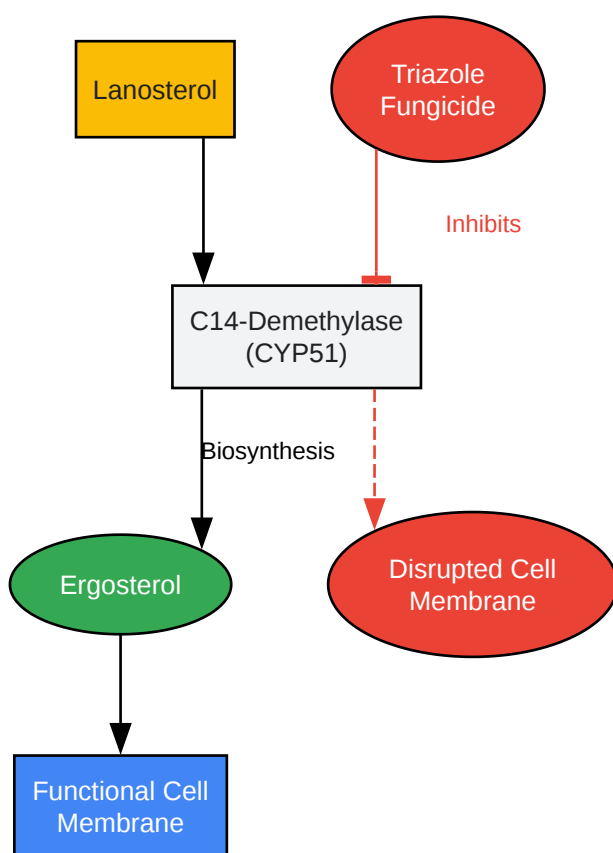 Lanosterol
Triazole
Fungicide
Inhibits
C14-Demethylase
(CYP51)
Biosynthesis
Ergosterol
Disrupted Cell
Membrane
Functional Cell
Membrane